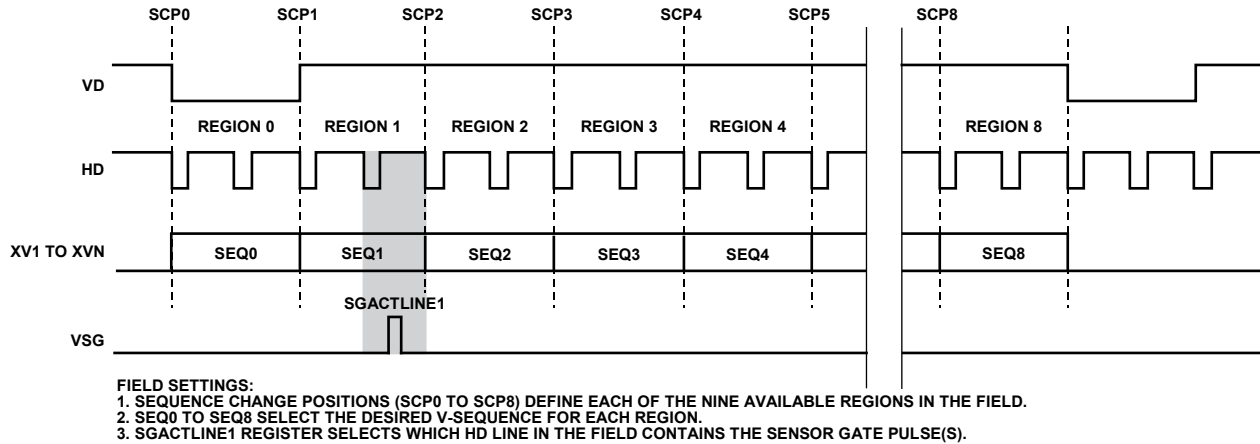 SCP0 SCP1 SCP2 SCP3 SCP4 SCP5 SCP8
VD
REGION 0 REGION 1 REGION 2 REGION 3 REGION 4 REGION 8
HD
XV1 TO XVN SEQ0 SEQ1 SEQ2 SEQ3 SEQ4 SEQ8
SGACTLINE1
VSG
FIELD SETTINGS:
1. SEQUENCE CHANGE POSITIONS (SCP0 TO SCP8) DEFINE EACH OF THE NINE AVAILABLE REGIONS IN THE FIELD.
2. SEQ0 TO SEQ8 SELECT THE DESIRED V-SEQUENCE FOR EACH REGION.
3. SGACTLINE1 REGISTER SELECTS WHICH HD LINE IN THE FIELD CONTAINS THE SENSOR GATE PULSE(S).